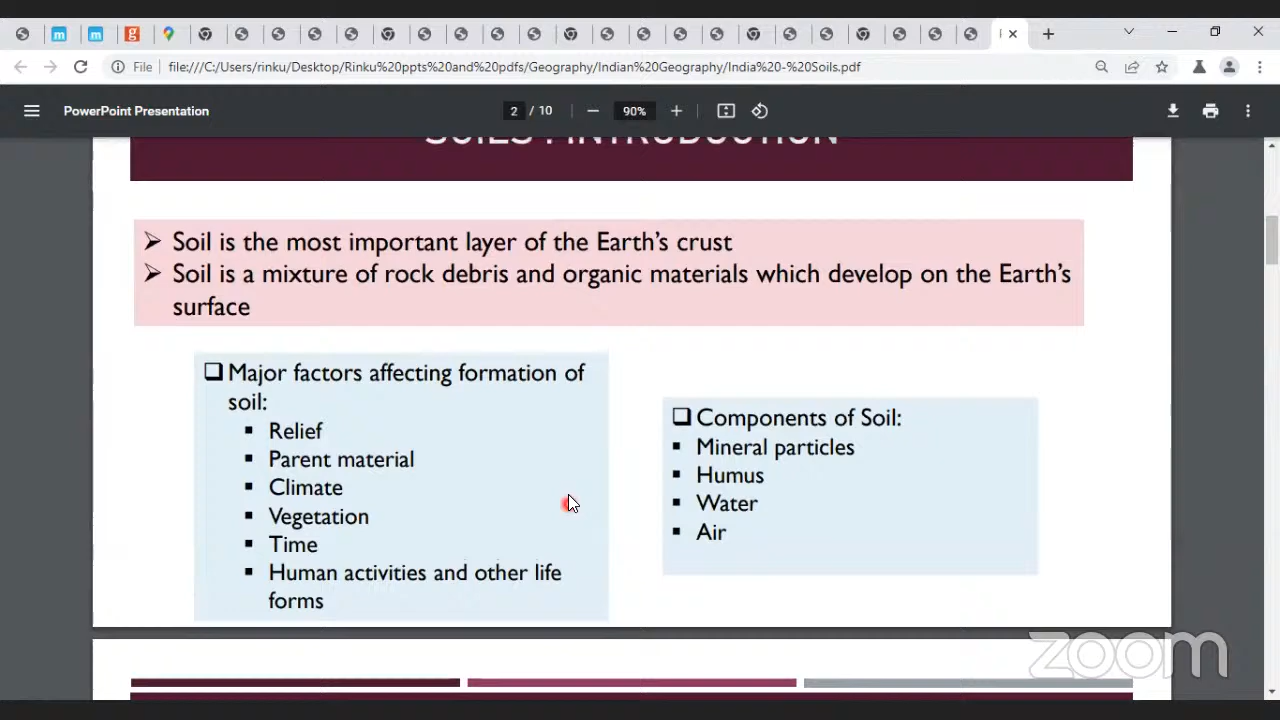 File
file:///C:/Users/rinku/Desktop/Rinku%20ppts%20and%20pdfs/Geography/Indian%20Geography/India%20-%20Soils.pdf
PowerPoint Presentation
2 / 10
90%
SOILS : INTRODUCTION
➢ Soil is the most important layer of the Earth's crust
➢ Soil is a mixture of rock debris and organic materials which develop on the Earth's
surface
❑ Major factors affecting formation of
soil:
▪ Relief
▪ Parent material
▪ Climate
▪ Vegetation
▪ Time
▪ Human activities and other life
forms
❑ Components of Soil:
▪ Mineral particles
▪ Humus
▪ Water
▪ Air
zoom